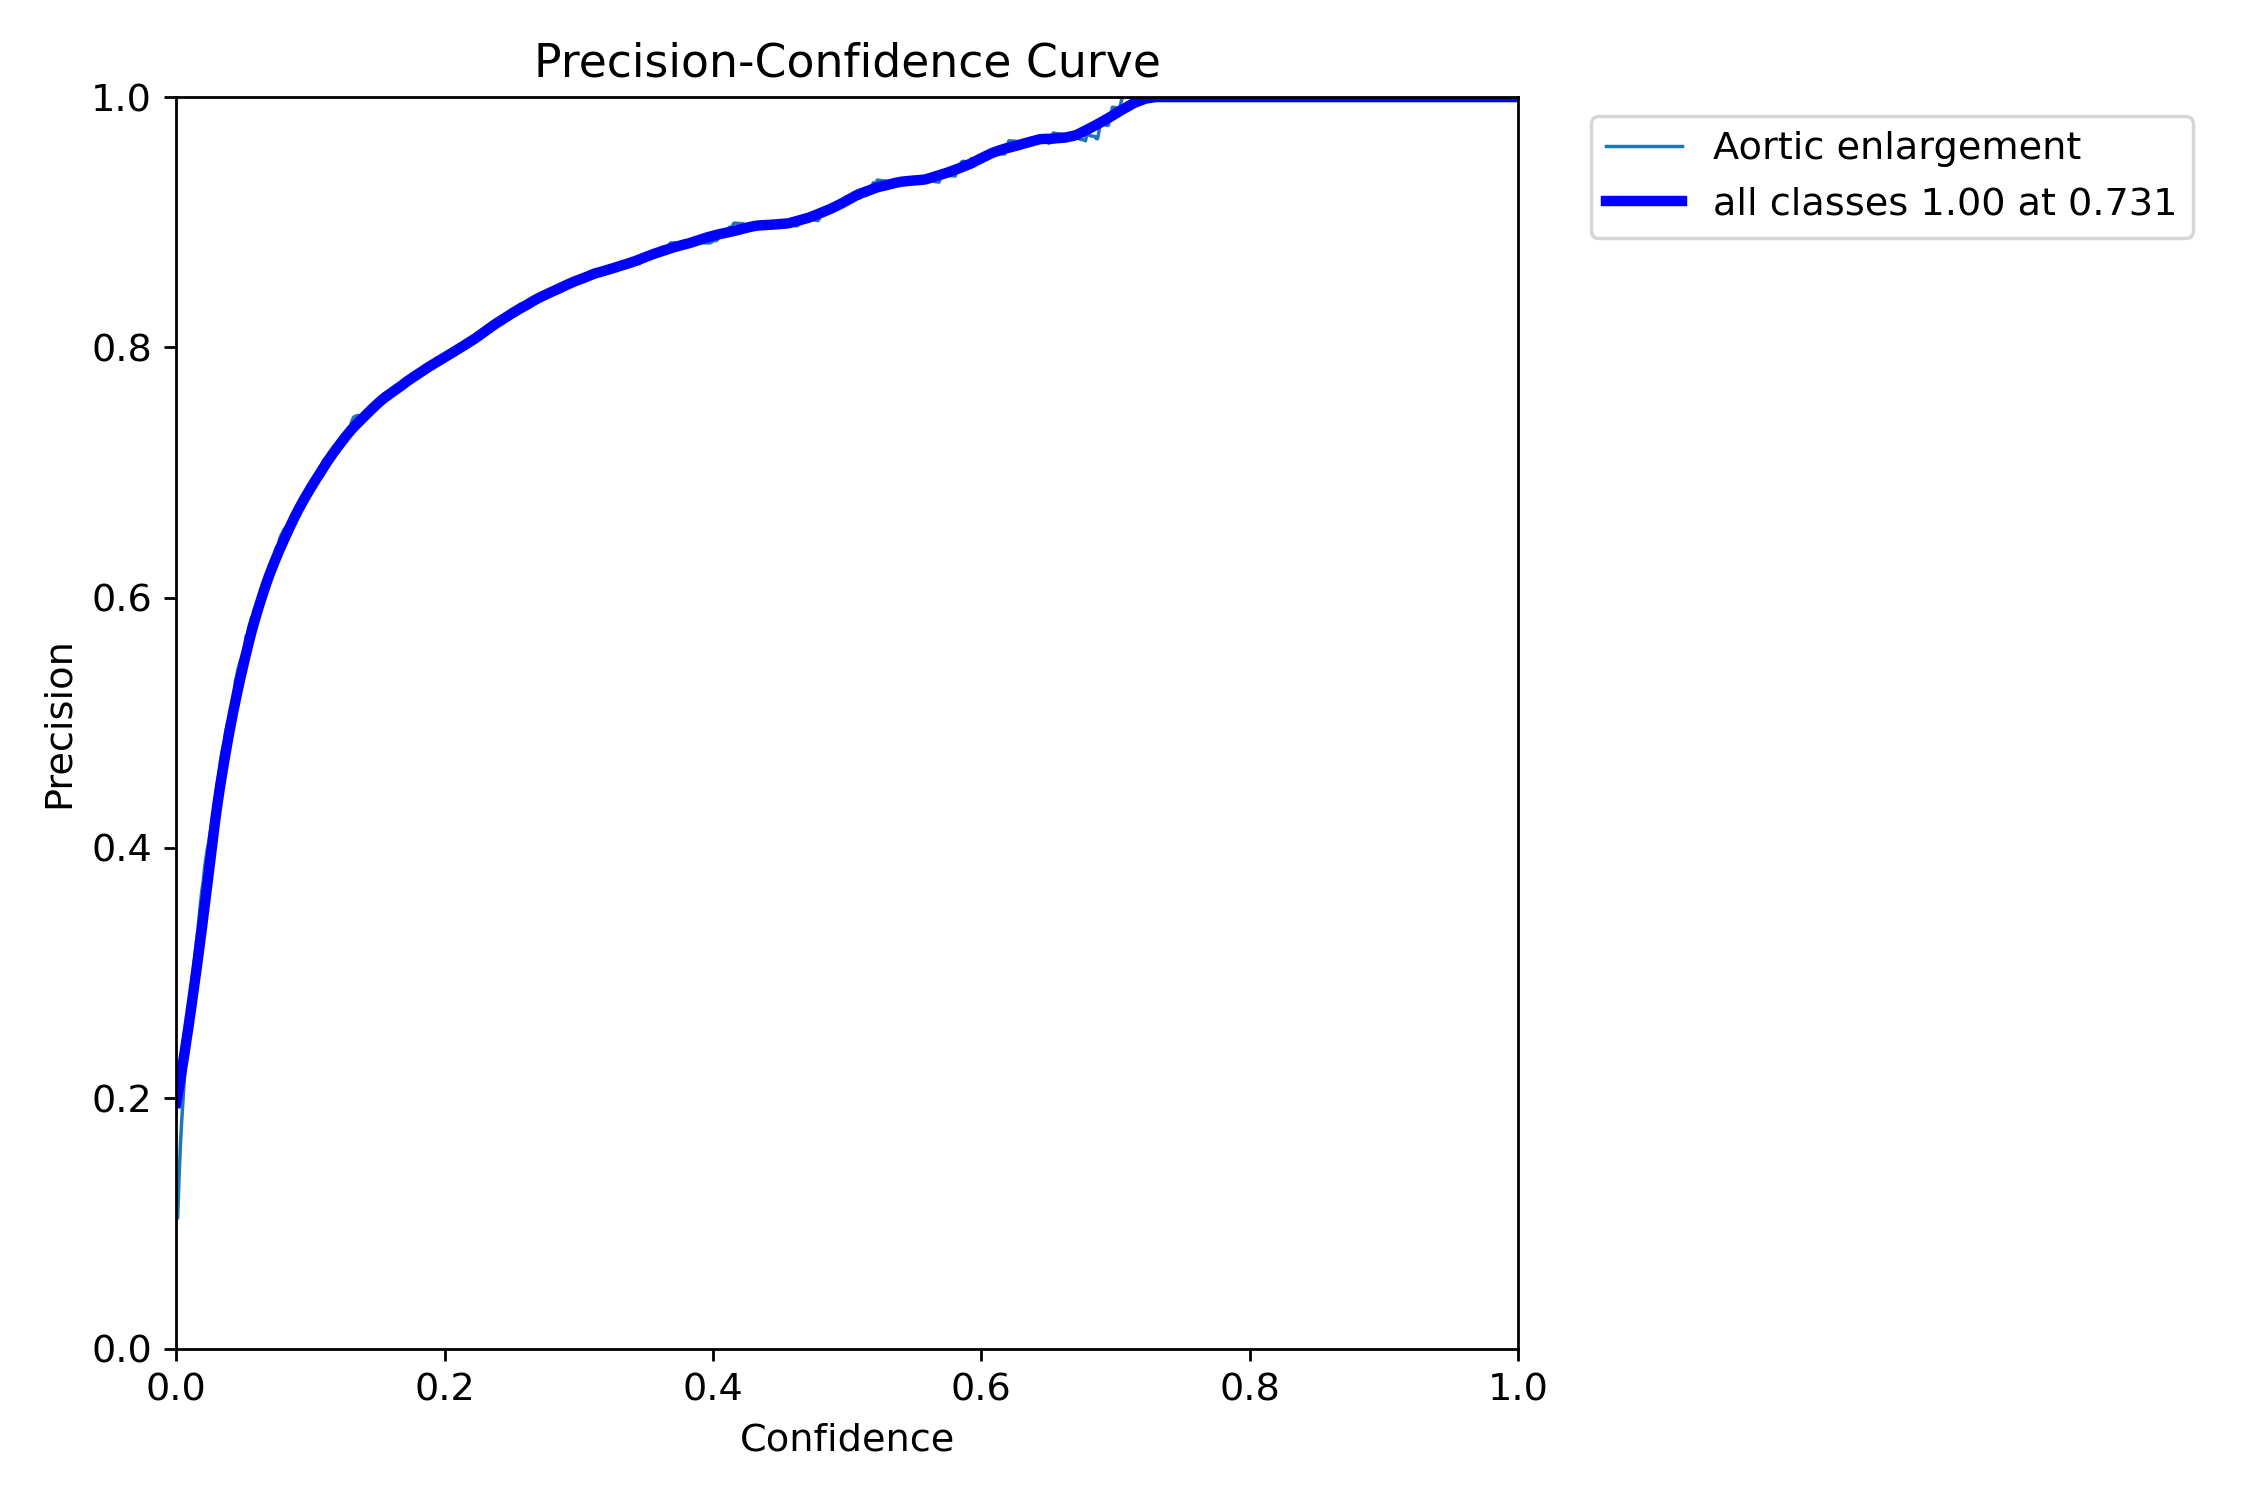 Precision-Confidence Curve
1.0
0.8
0.6
0.4
0.2
0.0
Precision
0.0 0.2 0.4 0.6 0.8 1.0
Confidence
Aortic enlargement
all classes 1.00 at 0.731